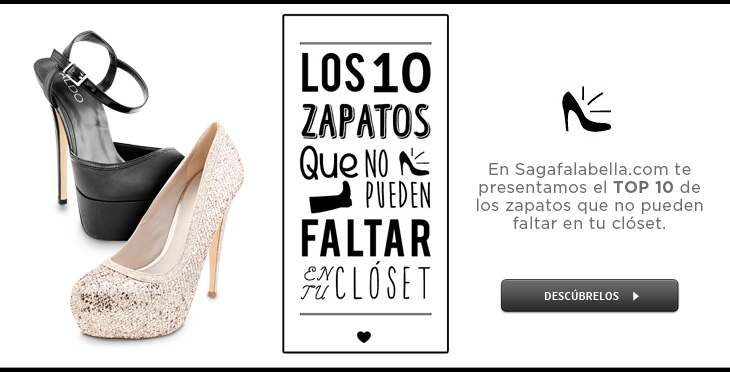 ALDO
LOS 10
ZAPATOS
Que NO
PUEDEN
FALTAR
EN TU CLÓSET
En Sagafalabella.com te
presentamos el TOP 10 de
los zapatos que no pueden
faltar en tu clóset.
DESCÚBRELOS